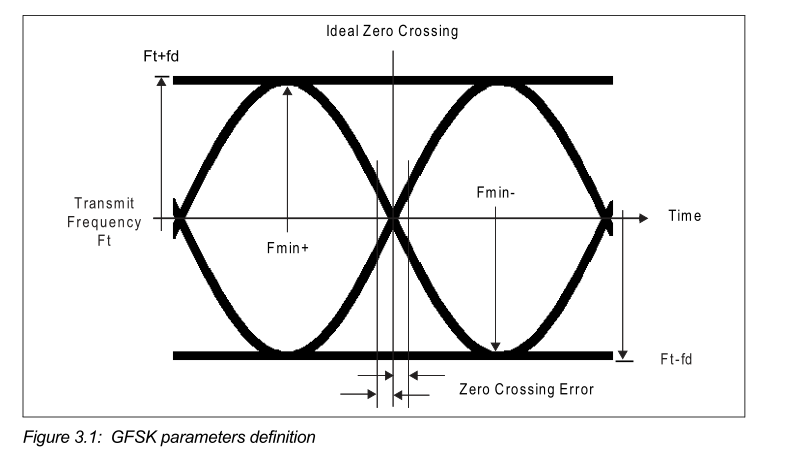 Ideal Zero Crossing
Ft+fd
Transmit
Frequency
Ft
Fmin+
Fmin-
Time
Ft-fd
Zero Crossing Error
Figure 3.1: GFSK parameters definition